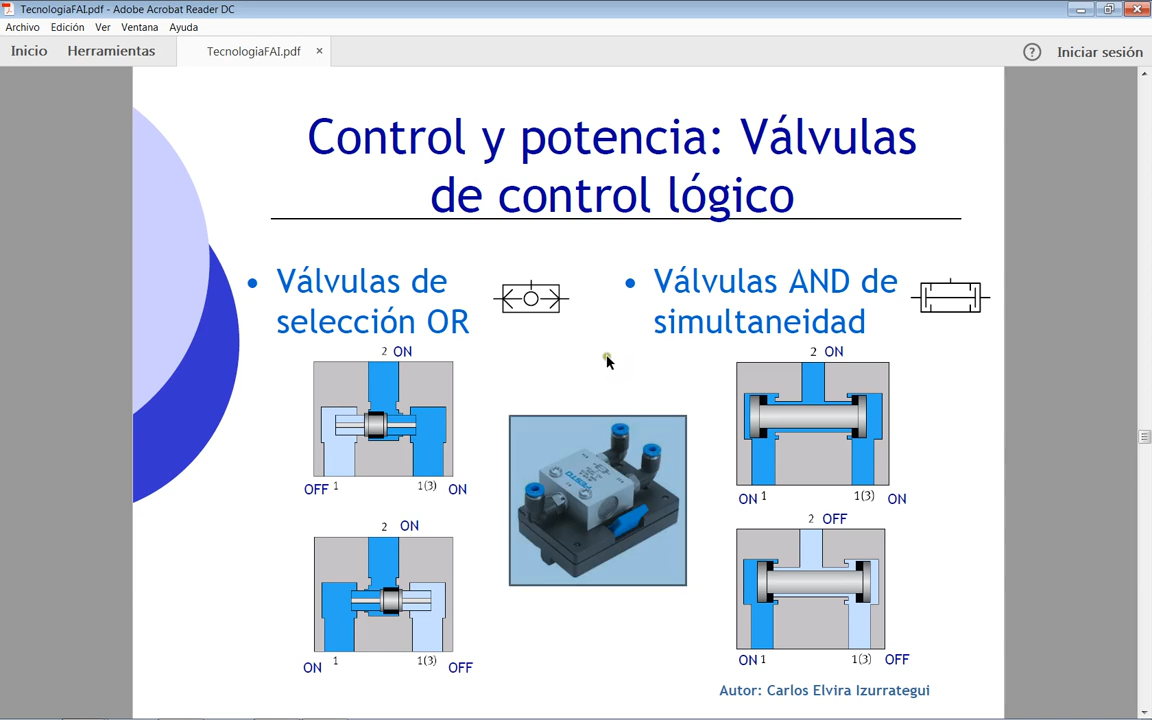 TecnologiaFAI.pdf - Adobe Acrobat Reader DC
Archivo Edición Ver Ventana Ayuda
Inicio Herramientas TecnologiaFAI.pdf × ? Iniciar sesión
Control y potencia: Válvulas
de control lógico
• Válvulas de
selección OR
• Válvulas AND de
simultaneidad
2 ON
OFF 1 1(3) ON
2 ON
ON 1 1(3) OFF
FESTO
2 ON
ON 1 1(3) ON
2 OFF
ON 1 1(3) OFF
Autor: Carlos Elvira Izurrategui